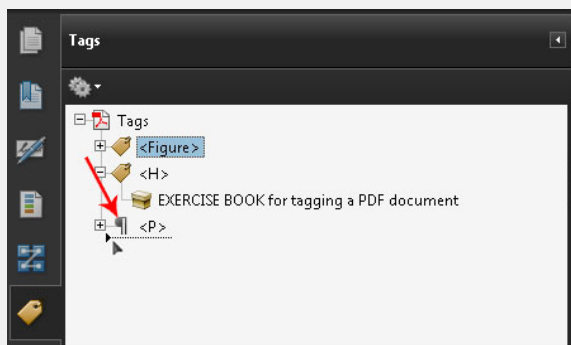 Tags
Tags
<Figure>
<H>
EXERCISE BOOK for tagging a PDF document
<P>